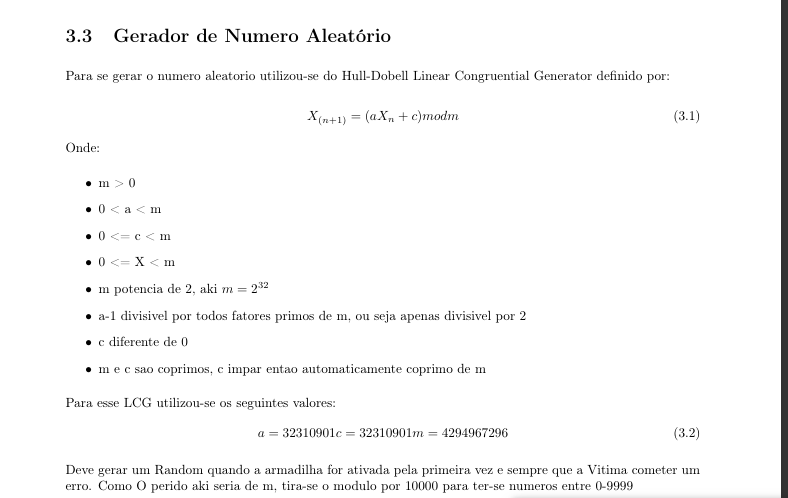 3.3 Gerador de Numero Aleatório
Para se gerar o numero aleatorio utilizou-se do Hull-Dobell Linear Congruential Generator definido por:
X_(n+1) = (aX_n + c)modm (3.1)
Onde:
• m > 0
• 0 < a < m
• 0 <= c < m
• 0 <= X < m
• m potencia de 2, aki m = 2^32
• a-1 divisivel por todos fatores primos de m, ou seja apenas divisivel por 2
• c diferente de 0
• m e c sao coprimos, c impar entao automaticamente coprimo de m
Para esse LCG utilizou-se os seguintes valores:
a = 32310901c = 32310901m = 4294967296 (3.2)
Deve gerar um Random quando a armadilha for ativada pela primeira vez e sempre que a Vitima cometer um
erro. Como O perido aki seria de m, tira-se o modulo por 10000 para ter-se numeros entre 0-9999